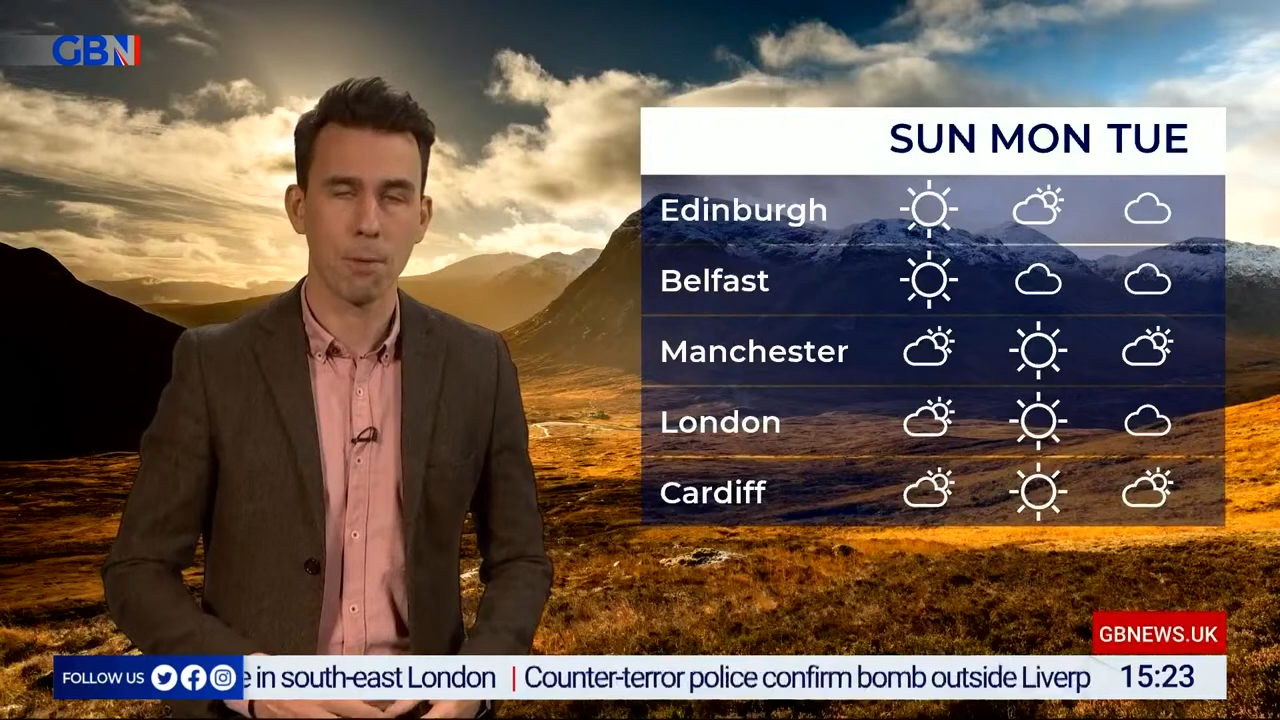 GBN
SUN MON TUE
Edinburgh
Belfast
Manchester
London
Cardiff
GBNEWS.UK
FOLLOW US
e in south-east London | Counter-terror police confirm bomb outside Liverp
15:23